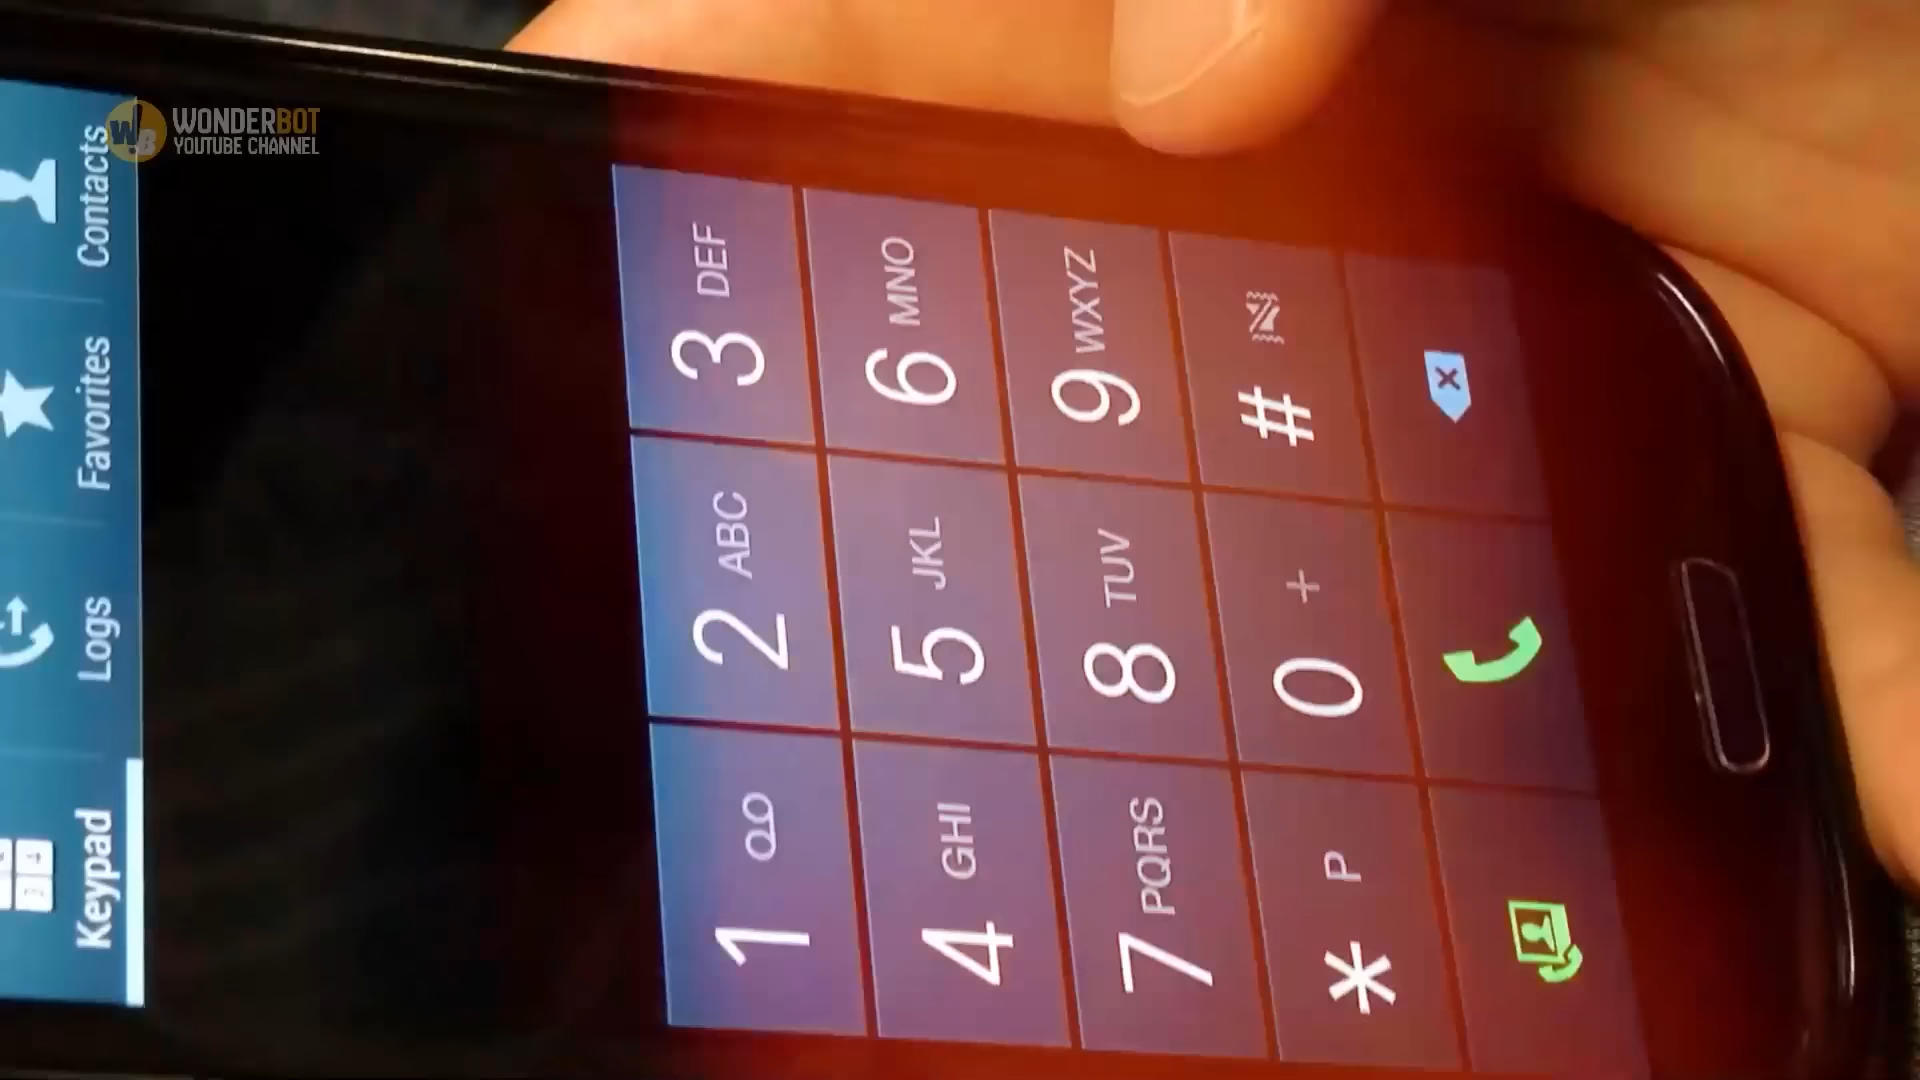 WONDERBOT
YOUTUBE CHANNEL
Keypad
Logs
Favorites
Contacts
1
2 ABC
3 DEF
4 GHI
5 JKL
6 MNO
7 PQRS
8 TUV
9 WXYZ
* P
0 +
#